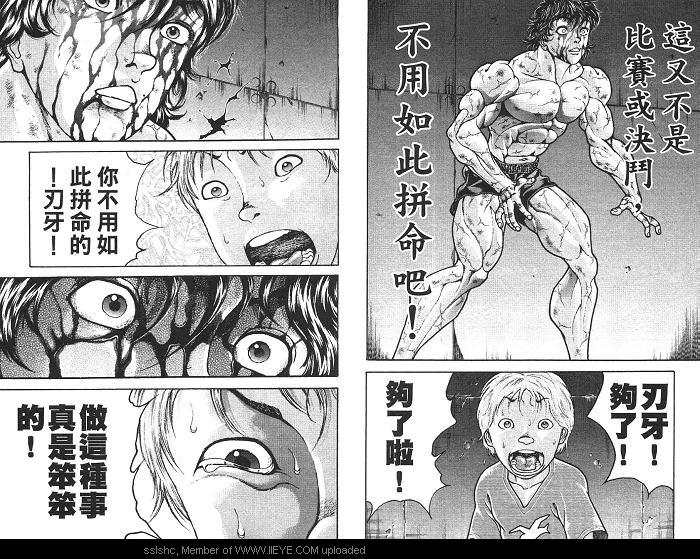 這又不是
比賽或決鬥
不用如此拼命吧！
刃牙！
夠了！
夠了啦！
你不用如
此拼命的
！刃牙！
做這種事
真是笨笨
的！
sslshc, Member of WWW.IIEYE.COM uploaded